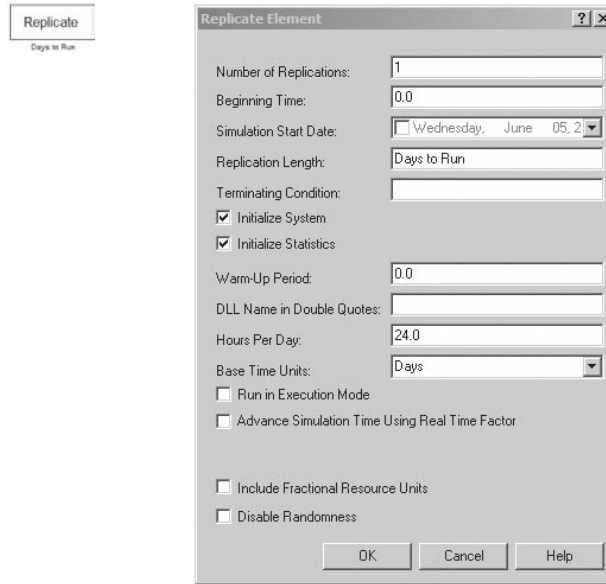 Replicate
Days to Run
Replicate Element
Number of Replications:
1
Beginning Time:
0.0
Simulation Start Date:
Wednesday, June 05, 2
Replication Length:
Days to Run
Terminating Condition:
Initialize System
Initialize Statistics
Warm-Up Period:
0.0
DLL Name in Double Quotes:
Hours Per Day:
24.0
Base Time Units:
Days
Run in Execution Mode
Advance Simulation Time Using Real Time Factor
Include Fractional Resource Units
Disable Randomness
OK
Cancel
Help